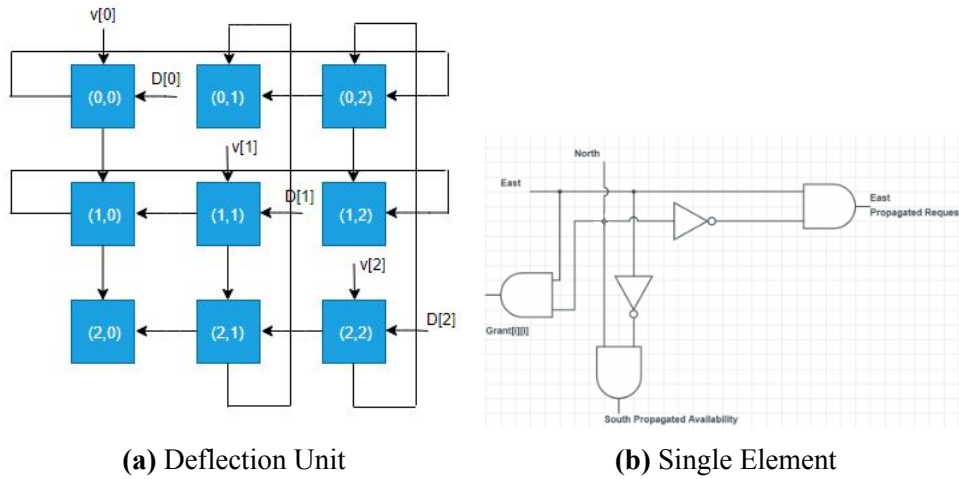 v[0]
D[0]
(0,0)
(0,1)
(0,2)
v[1]
D[1]
(1,0)
(1,1)
(1,2)
v[2]
D[2]
(2,0)
(2,1)
(2,2)
North
East
East
Propagated Reques
Grant[i][i]
South Propagated Availability
(a) Deflection Unit
(b) Single Element